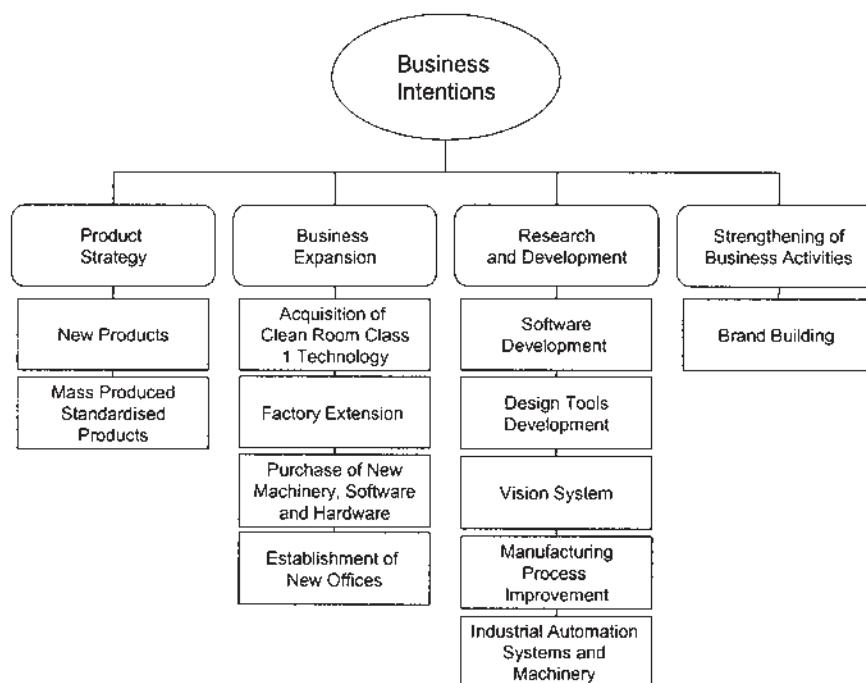 Business
Intentions
Product
Strategy
Business
Expansion
Research
and Development
Strengthening of
Business Activities
New Products
Mass Produced
Standardised
Products
Acquisition of
Clean Room Class
1 Technology
Factory Extension
Purchase of New
Machinery, Software
and Hardware
Establishment of
New Offices
Software
Development
Design Tools
Development
Vision System
Manufacturing
Process
Improvement
Industrial Automation
Systems and
Machinery
Brand Building